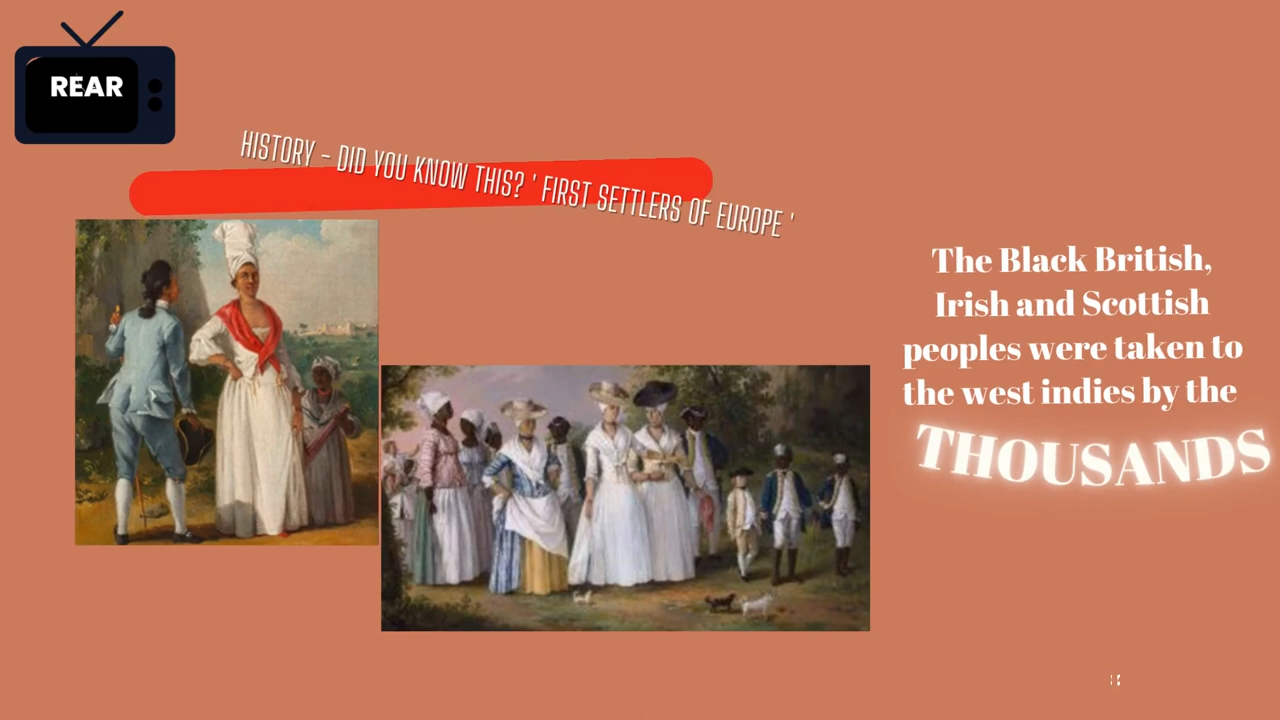 REAR
HISTORY - DID YOU KNOW THIS? ' FIRST SETTLERS OF EUROPE '
The Black British,
Irish and Scottish
peoples were taken to
the west indies by the
THOUSANDS